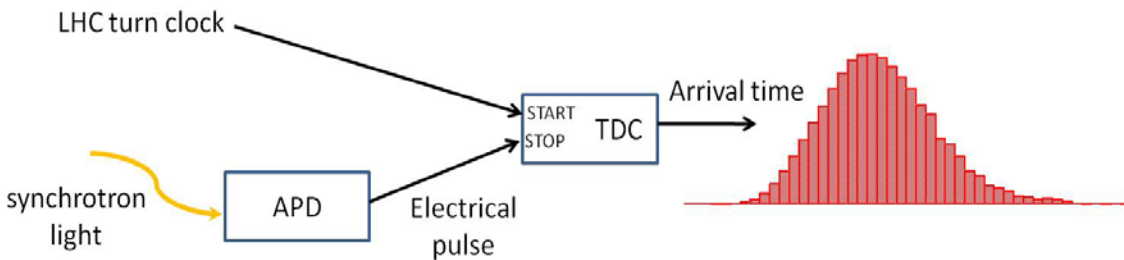 LHC turn clock
START
STOP
TDC
Arrival time
synchrotron
light
APD
Electrical
pulse